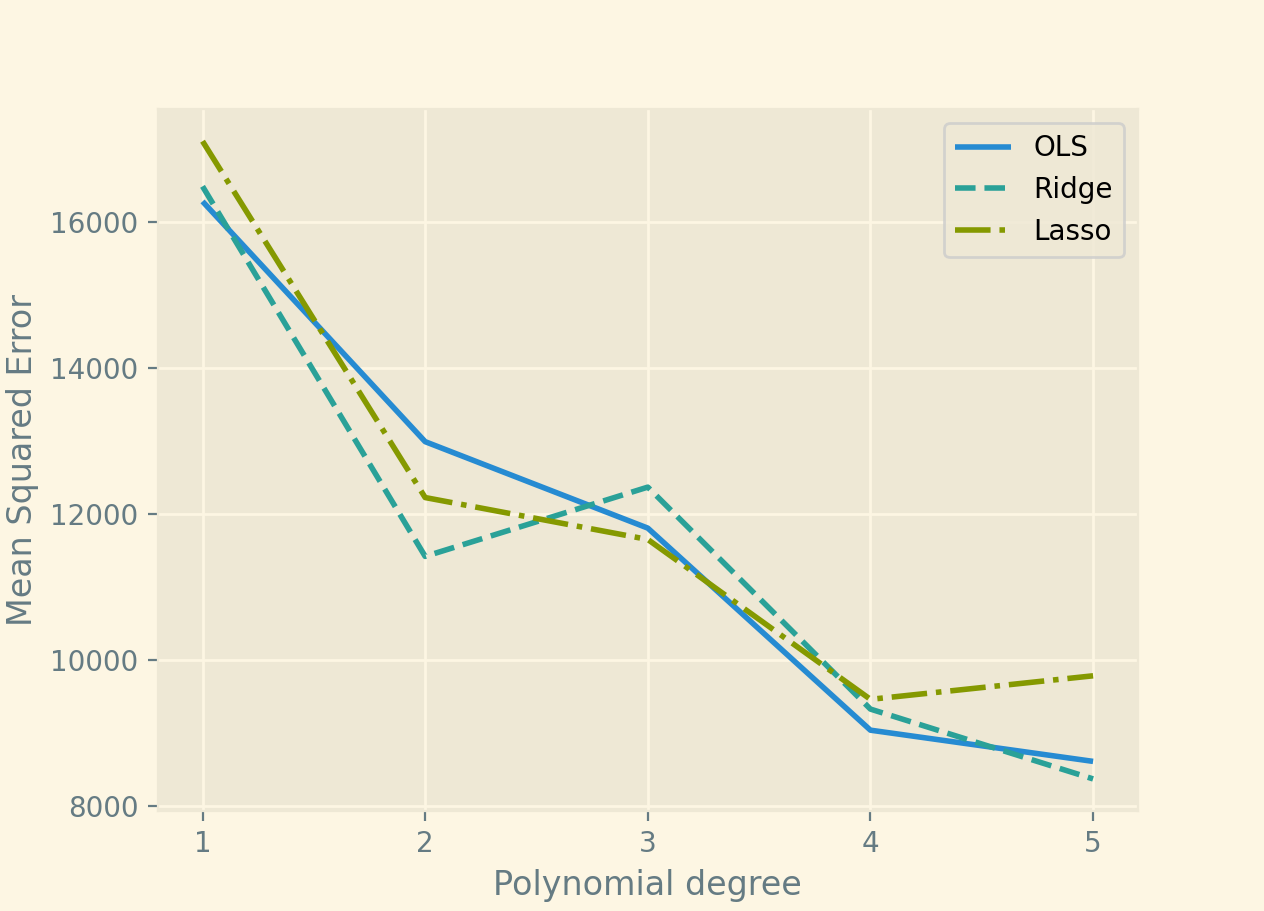 OLS
Ridge
Lasso
16000
14000
12000
10000
8000
Mean Squared Error
1 2 3 4 5
Polynomial degree